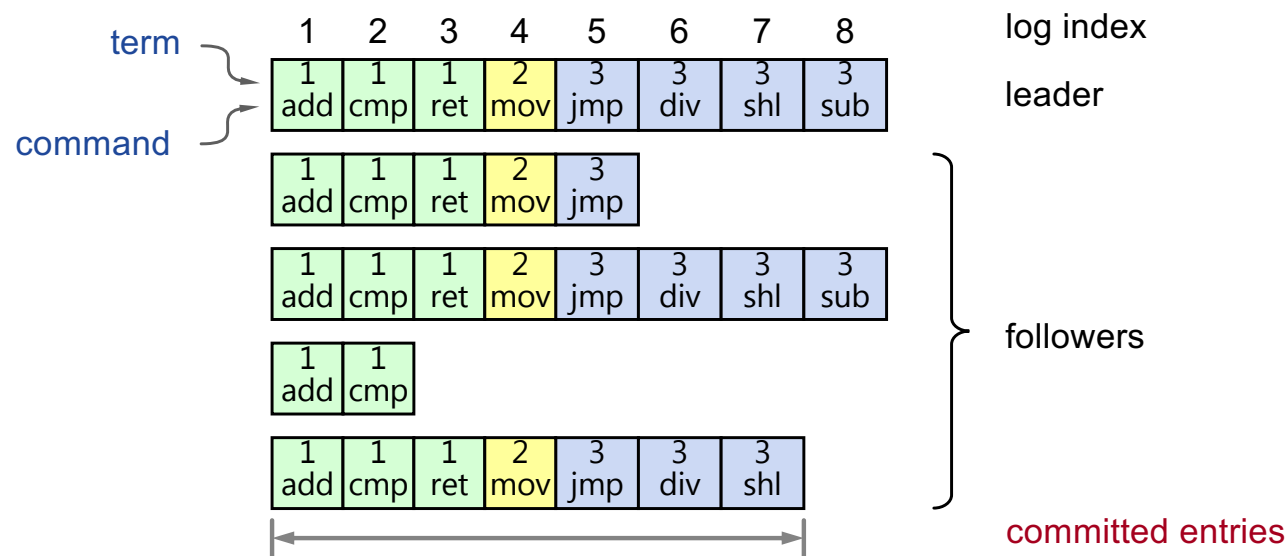 1 2 3 4 5 6 7 8 log index
term
1 1 1 2 3 3 3 3
add cmp ret mov jmp div shl sub leader
command
1 1 1 2 3
add cmp ret mov jmp
1 1 1 2 3 3 3 3
add cmp ret mov jmp div shl sub
followers
1 1
add cmp
1 1 1 2 3 3 3
add cmp ret mov jmp div shl
committed entries